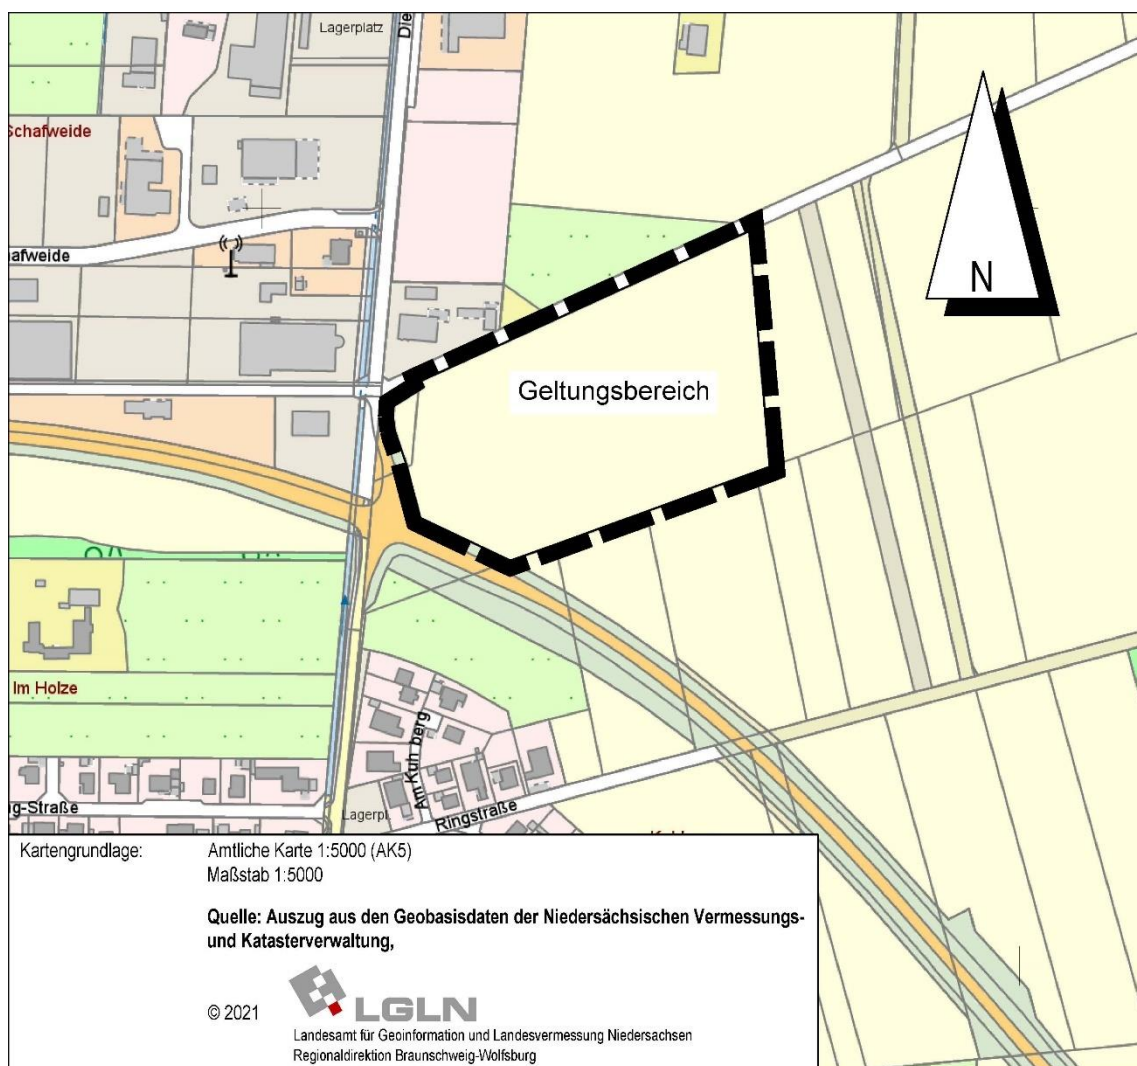 Lagerplatz
Die
Schafweide
hafweide
N
Geltungsbereich
Im Holze
Am Kuhberg
ng-Straße
Lagerpl.
Ringstraße
Kartengrundlage: Amtliche Karte 1:5000 (AK5)
Maßstab 1:5000
Quelle: Auszug aus den Geobasisdaten der Niedersächsischen Vermessungs-
und Katasterverwaltung,
© 2021
LGLN
Landesamt für Geoinformation und Landesvermessung Niedersachsen
Regionaldirektion Braunschweig-Wolfsburg